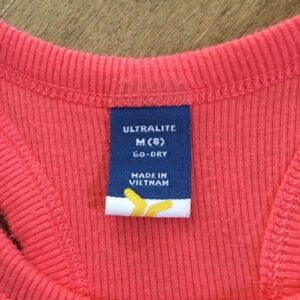 ULTRALITE
M (8)
GO-DRY
MADE IN
VIETNAM